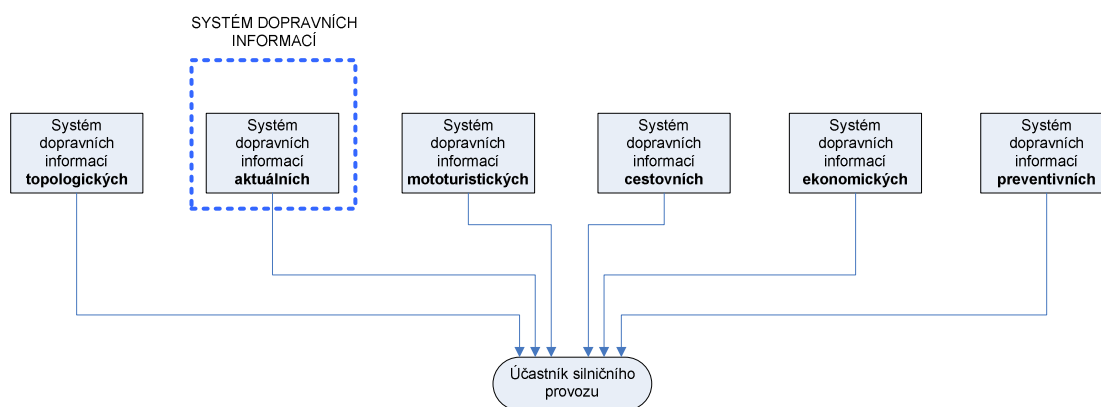 SYSTÉM DOPRAVNÍCH
INFORMACÍ
Systém
dopravních
informací
topologických
Systém
dopravních
informací
aktuálních
Systém
dopravních
informací
mototuristických
Systém
dopravních
informací
cestovních
Systém
dopravních
informací
ekonomických
Systém
dopravních
informací
preventivních
Účastník silničního
provozu